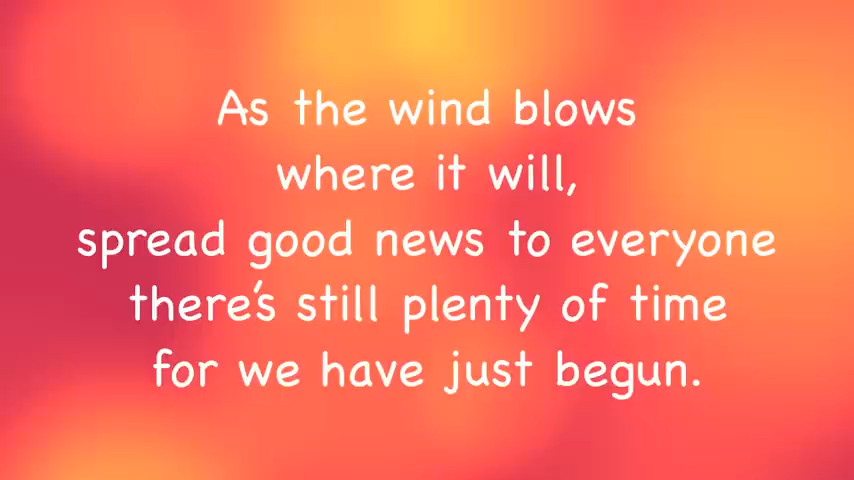 As the wind blows
where it will,
spread good news to everyone
there's still plenty of time
for we have just begun.